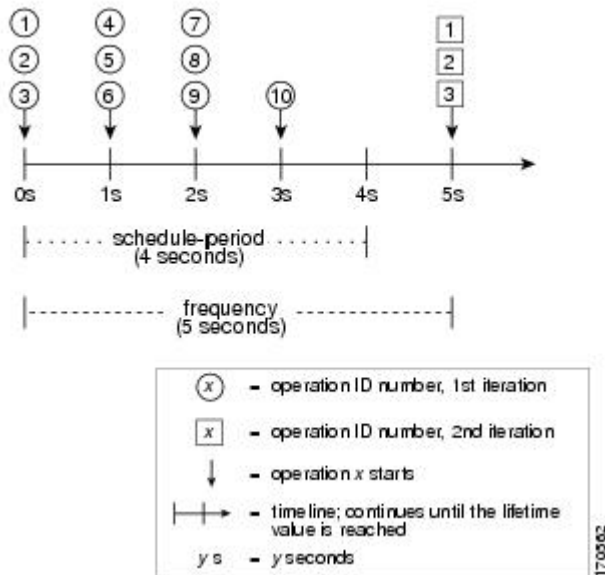 1 4 7 1
2 5 8 2
3 6 9 10 3
0s 1s 2s 3s 4s 5s
schedule-period
(4 seconds)
frequency
(5 seconds)
x = operation ID number, 1st iteration
x = operation ID number, 2nd iteration
= operation x starts
= timeline; continues until the lifetime
value is reached
y s = y seconds
170562